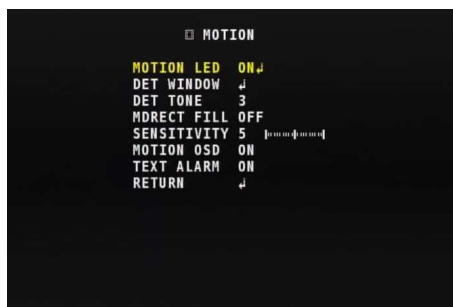 MOTION
MOTION LED ON↲
DET WINDOW ↲
DET TONE 3
MDRECT FILL OFF
SENSITIVITY 5
MOTION OSD ON
TEXT ALARM ON
RETURN ↲